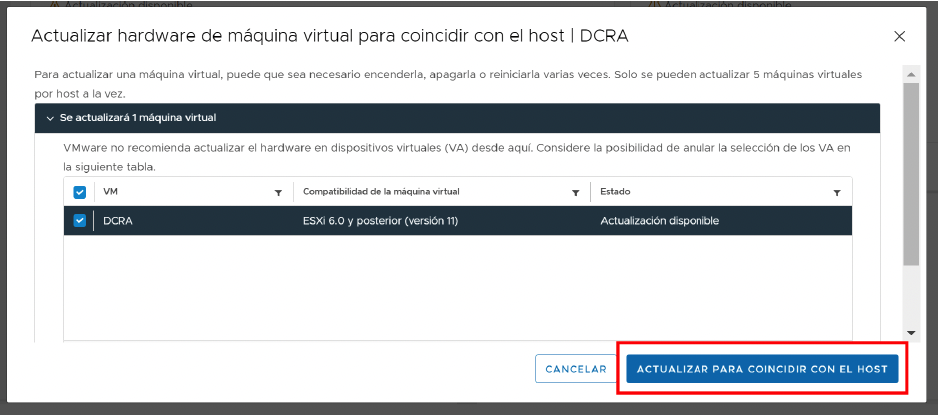 Actualización disponible
Actualización disponible
Actualizar hardware de máquina virtual para coincidir con el host | DCRA
Para actualizar una máquina virtual, puede que sea necesario encenderla, apagarla o reiniciarla varias veces. Solo se pueden actualizar 5 máquinas virtuales
por host a la vez.
Se actualizará 1 máquina virtual
VMware no recomienda actualizar el hardware en dispositivos virtuales (VA) desde aquí. Considere la posibilidad de anular la selección de los VA en
la siguiente tabla.
VM Compatibilidad de la máquina virtual Estado
DCRA ESXi 6.0 y posterior (versión 11) Actualización disponible
CANCELAR ACTUALIZAR PARA COINCIDIR CON EL HOST